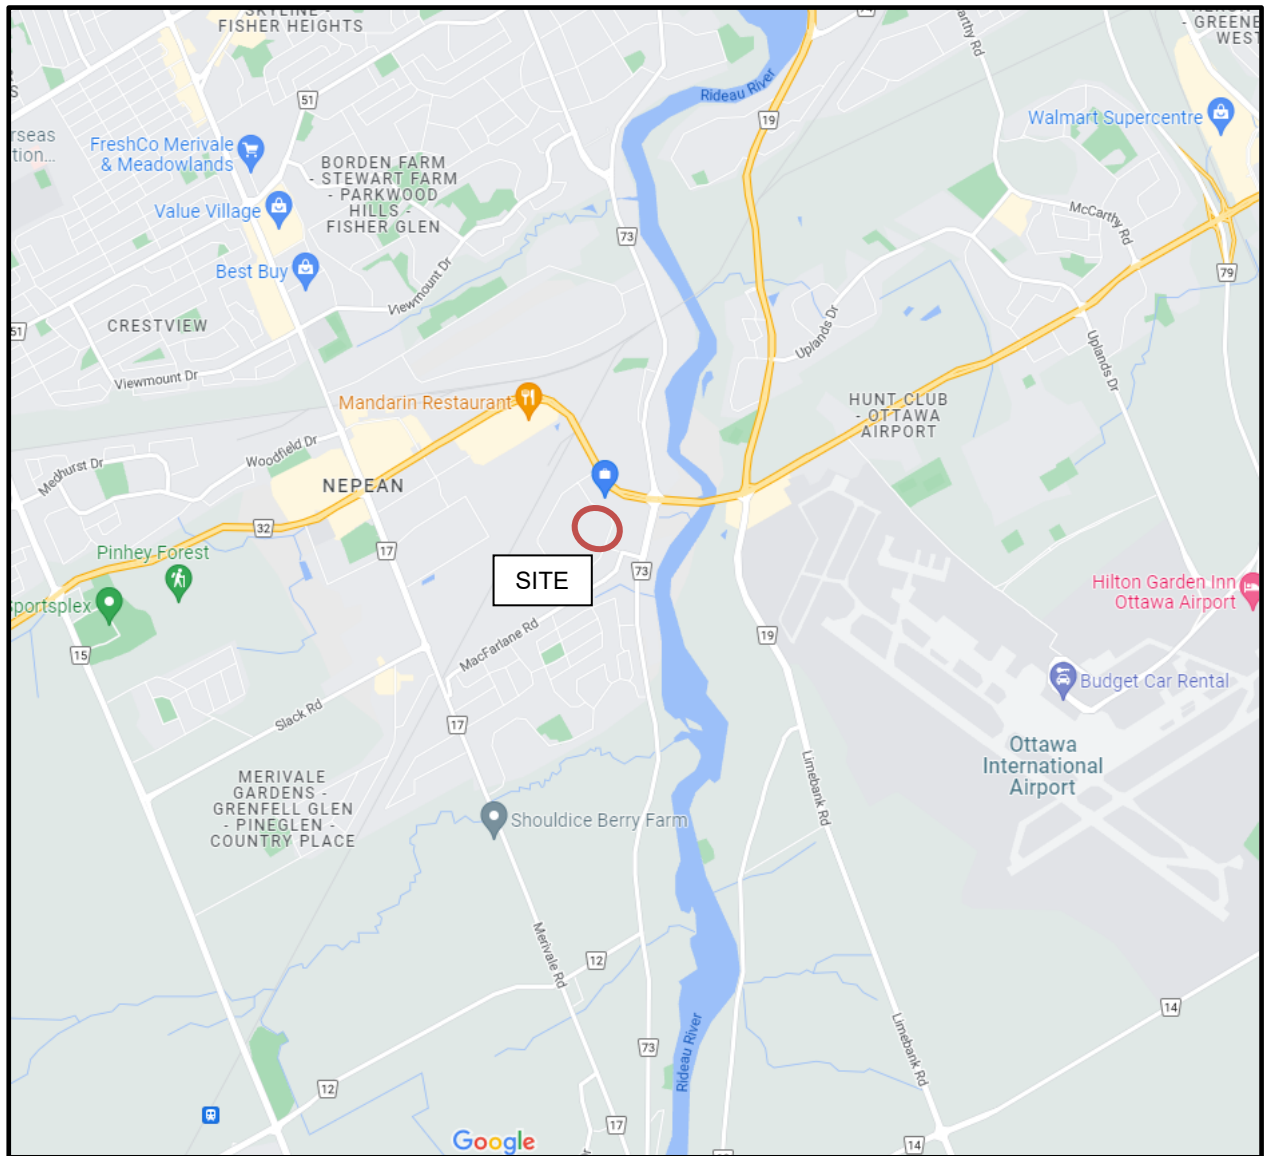 FISHER HEIGHTS
51
FreshCo Merivale
& Meadowlands
BORDEN FARM
- STEWART FARM
- PARKWOOD
HILLS -
FISHER GLEN
Value Village
Best Buy
Viewmount Dr
CRESTVIEW
51
Viewmount Dr
Rideau River
19
73
Walmart Supercentre
McCarthy Rd
79
- GREENB
WEST
Uplands Dr
Uplands Dr
HUNT CLUB
- OTTAWA
AIRPORT
Mandarin Restaurant
Woodfield Dr
Medhurst Dr
NEPEAN
32
17
Pinhey Forest
Sportsplex
15
SITE
73
MacFarlane Rd
19
Hilton Garden Inn
Ottawa Airport
Budget Car Rental
Ottawa
International
Airport
Slack Rd
17
Limebank Rd
MERIVALE
GARDENS -
GRENFELL GLEN
- PINEGLEN -
COUNTRY PLACE
Shouldice Berry Farm
Merivale Rd
12
14
73
Rideau River
Limebank Rd
12
17
14
Google